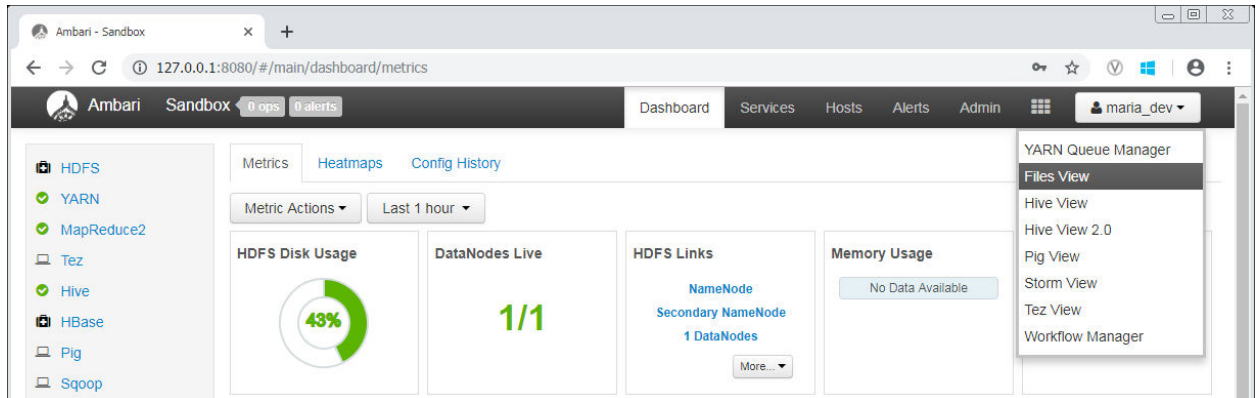 Ambari - Sandbox
127.0.0.1:8080/#/main/dashboard/metrics
Ambari Sandbox 0 ops 0 alerts Dashboard Services Hosts Alerts Admin maria_dev
YARN Queue Manager
Files View
Hive View
Hive View 2.0
Pig View
Storm View
Tez View
Workflow Manager
HDFS
YARN
MapReduce2
Tez
Hive
HBase
Pig
Sqoop
Metrics Heatmaps Config History
Metric Actions Last 1 hour
HDFS Disk Usage
43%
DataNodes Live
1/1
HDFS Links
NameNode
Secondary NameNode
1 DataNodes
More...
Memory Usage
No Data Available